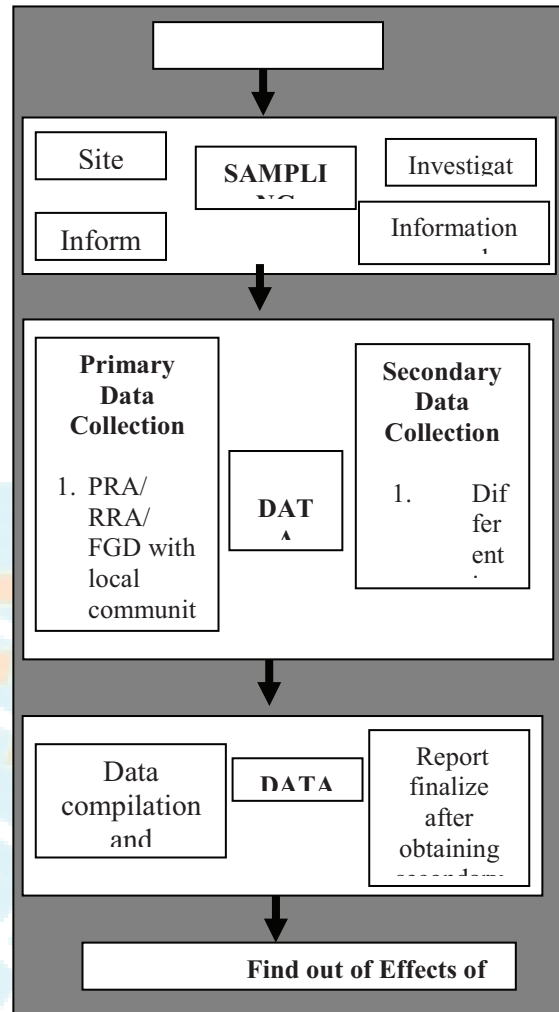 Site
SAMPLI
Investigat
Inform
Information
Primary
Data
Collection
1. PRA/
RRA/
FGD with
local
communit
DAT
A
Secondary
Data
Collection
1. Dif
fer
ent
Data
compilation
and
DATA
Report
finalize
after
obtaining
secondary
Find out of Effects of